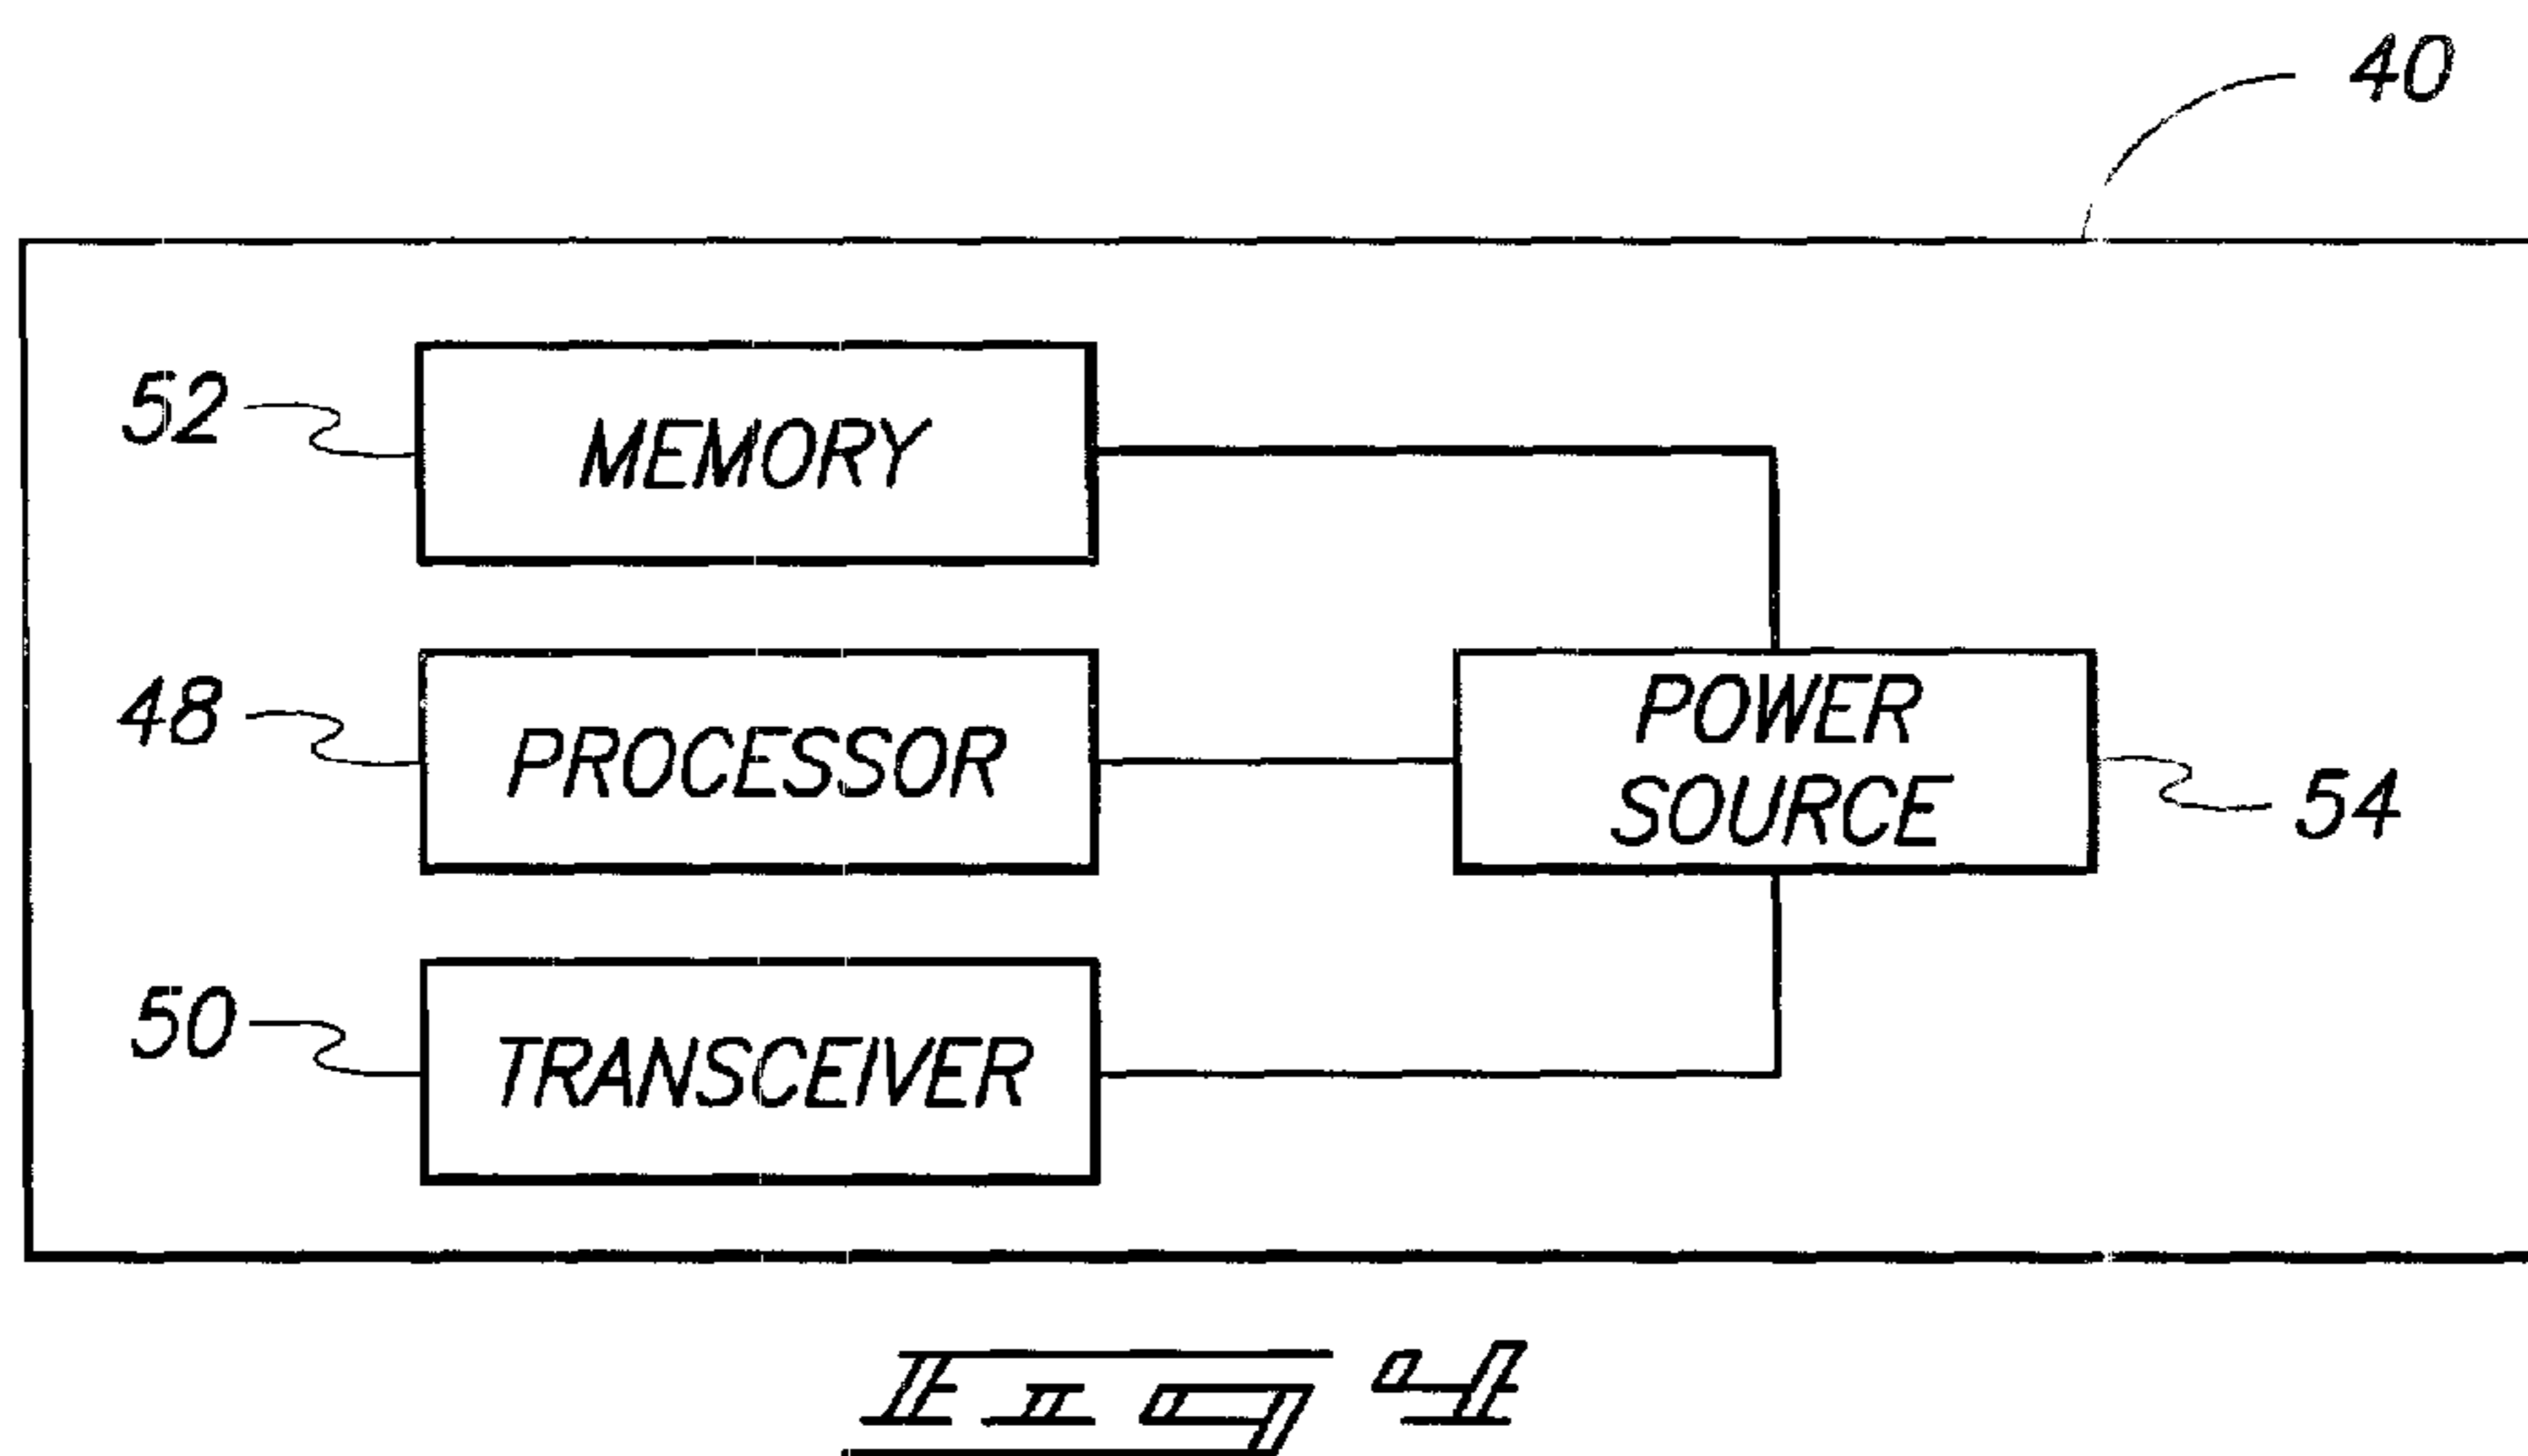 40
52
MEMORY
48
PROCESSOR
POWER
SOURCE
54
50
TRANSCEIVER
Fig 4